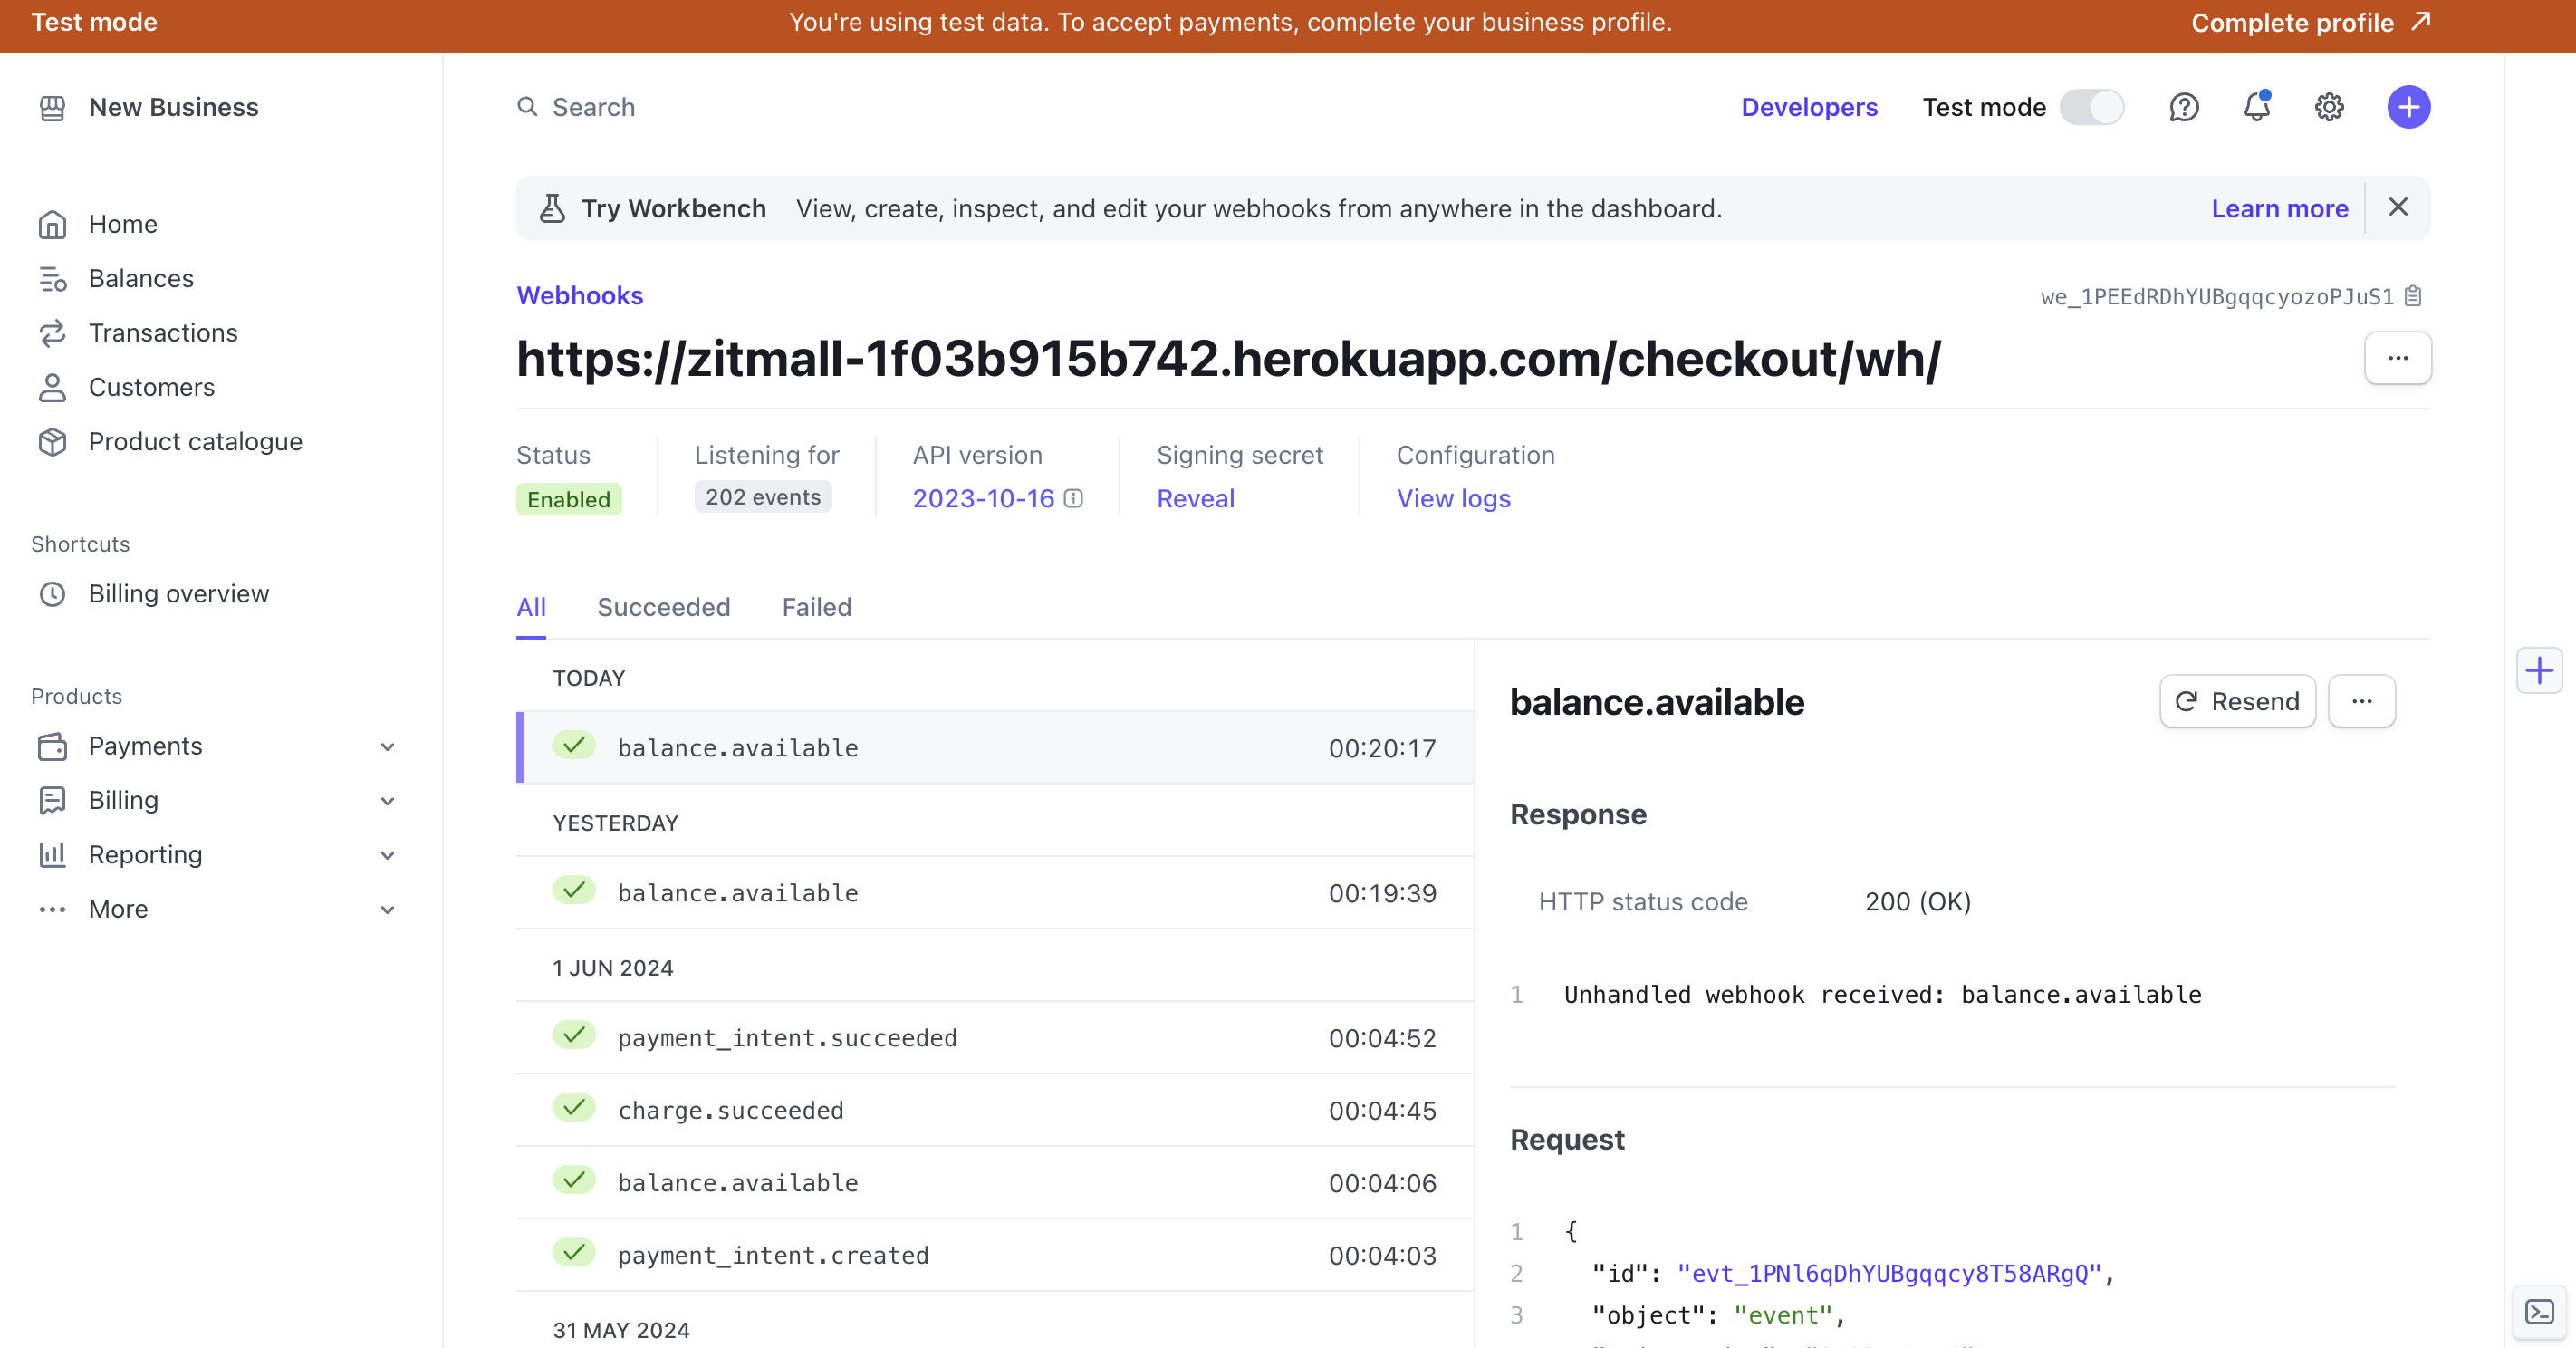 Test mode
You're using test data. To accept payments, complete your business profile.
Complete profile
New Business
Search
Developers
Test mode
Home
Balances
Transactions
Customers
Product catalogue
Shortcuts
Billing overview
Products
Payments
Billing
Reporting
More
Try Workbench View, create, inspect, and edit your webhooks from anywhere in the dashboard.
Learn more
Webhooks
we_1PEEdRDhYUBgqqcyozoPJuS1
https://zitmall-1f03b915b742.herokuapp.com/checkout/wh/
Status
Enabled
Listening for
202 events
API version
2023-10-16
Signing secret
Reveal
Configuration
View logs
All Succeeded Failed
TODAY
balance.available 00:20:17
YESTERDAY
balance.available 00:19:39
1 JUN 2024
payment_intent.succeeded 00:04:52
charge.succeeded 00:04:45
balance.available 00:04:06
payment_intent.created 00:04:03
31 MAY 2024
balance.available
Resend
Response
HTTP status code 200 (OK)
1 Unhandled webhook received: balance.available
Request
1 {
2 "id": "evt_1PNl6qDhYUBgqqcy8T58ARgQ",
3 "object": "event",